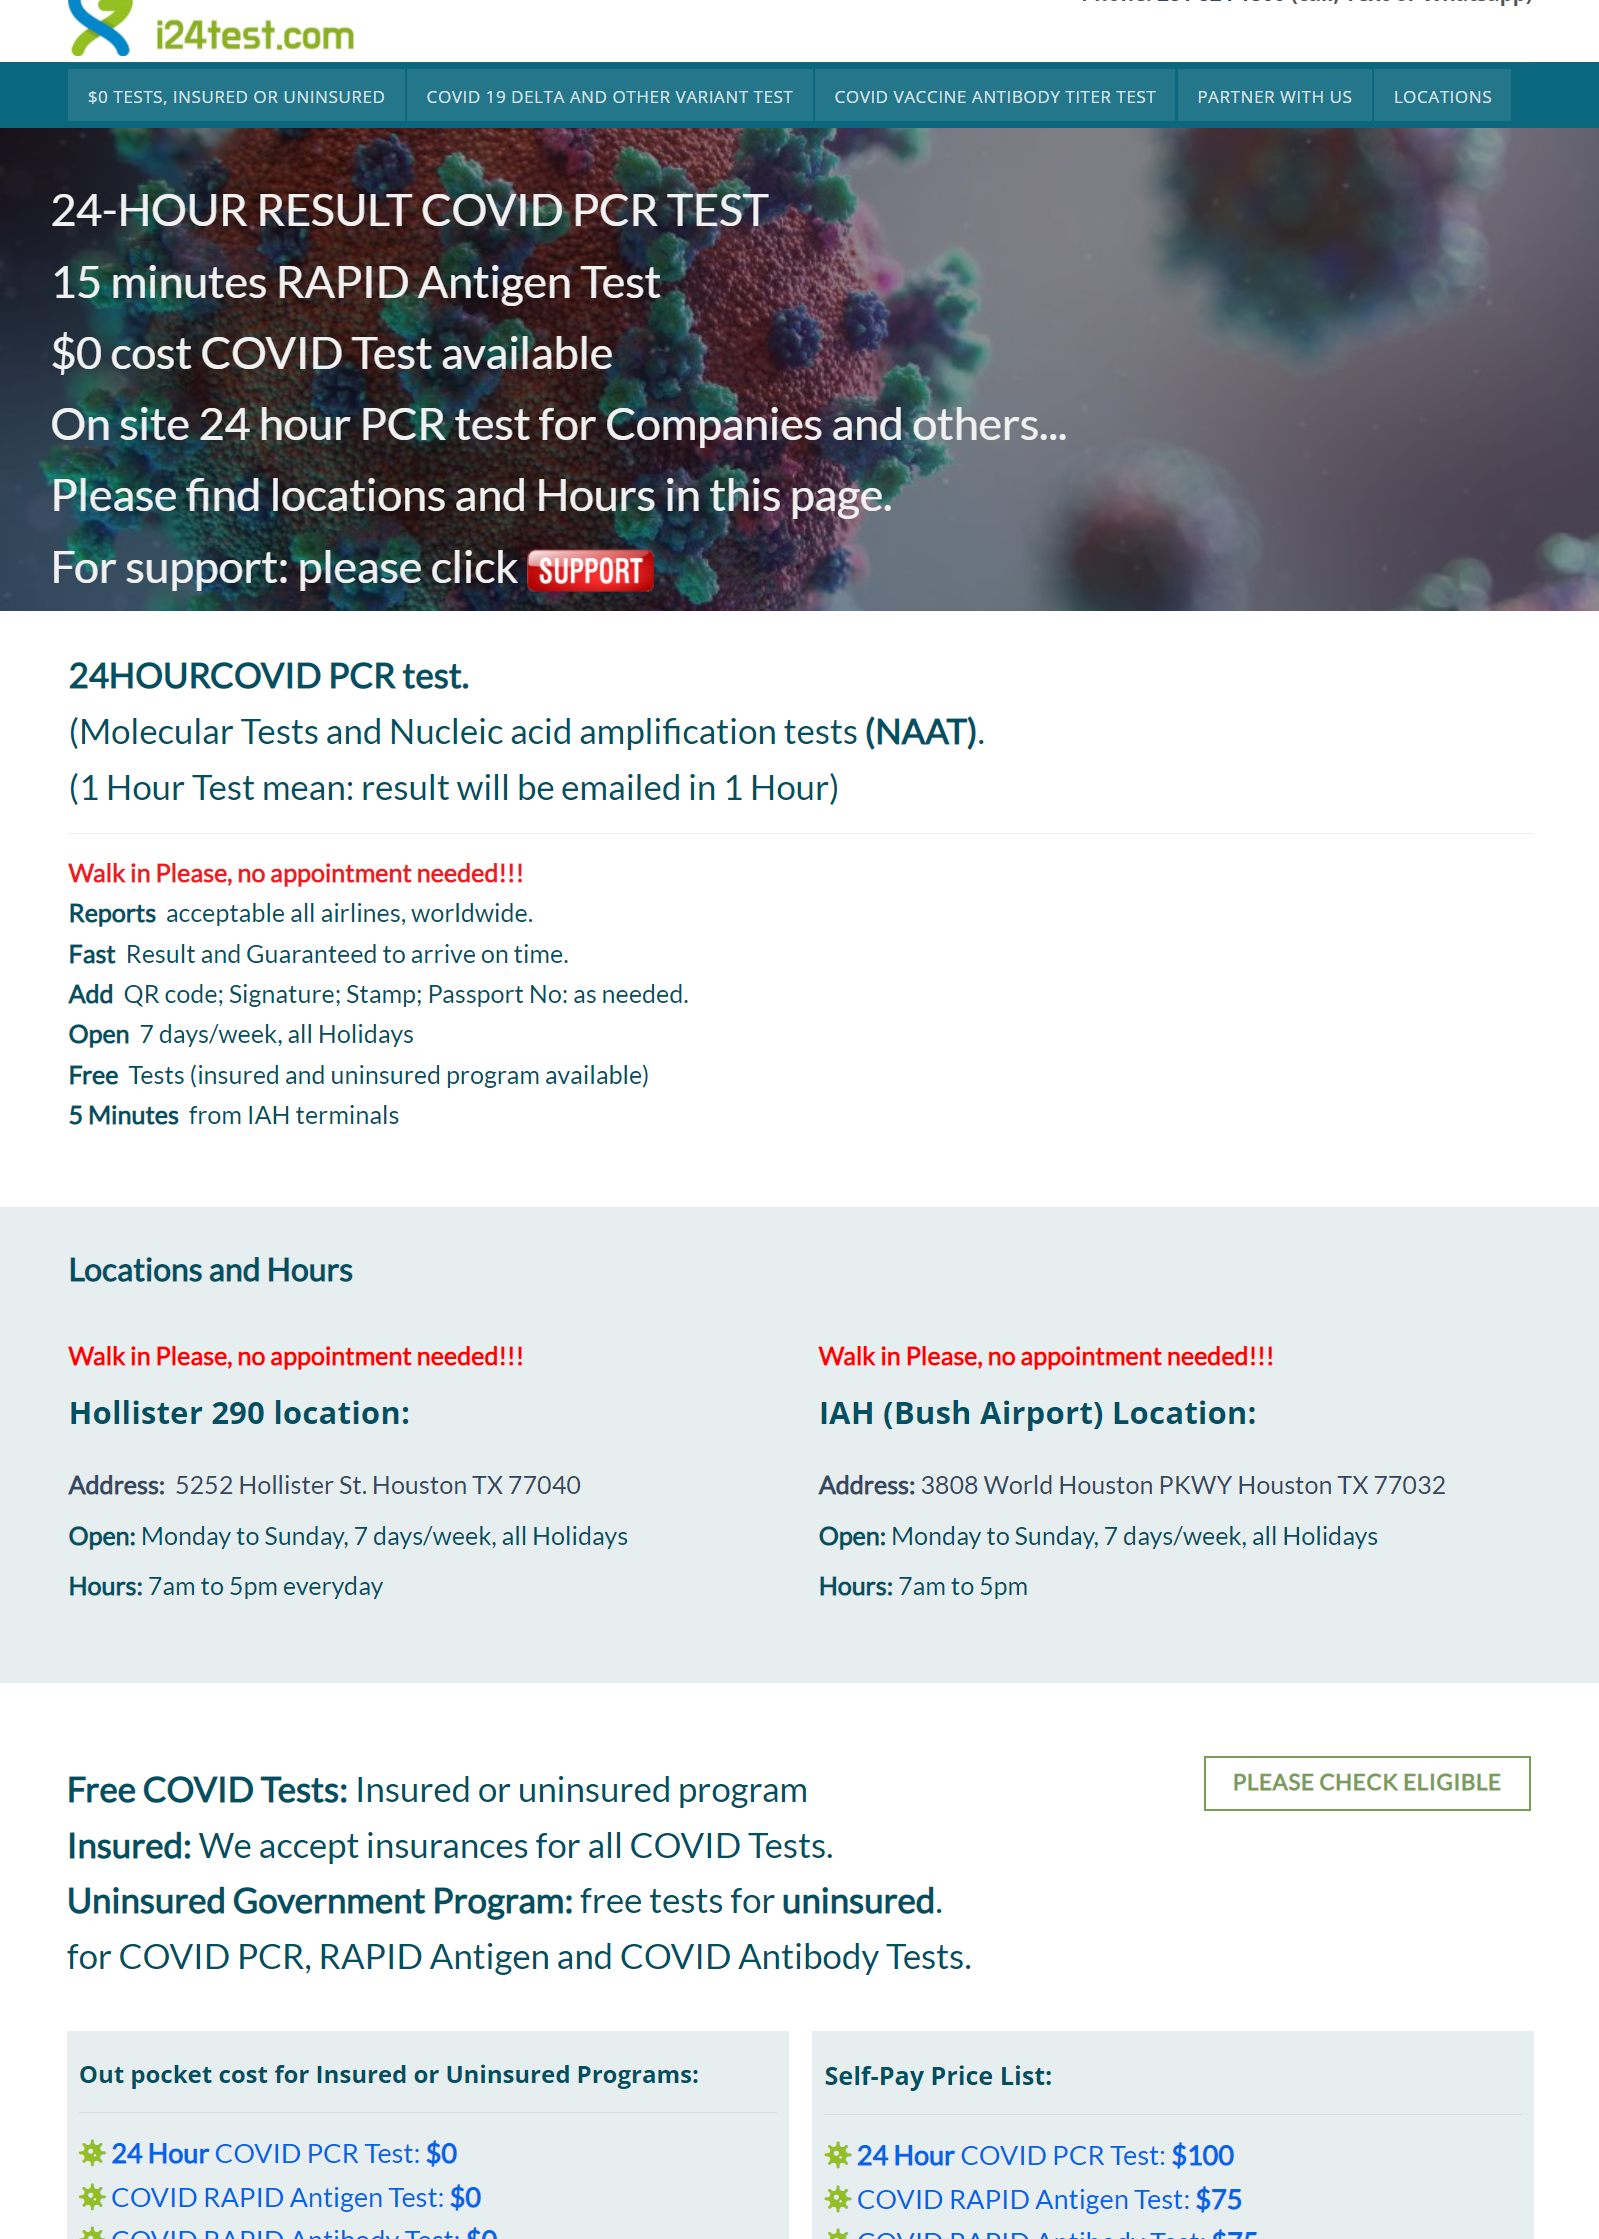 i24test.com
$0 TESTS, INSURED OR UNINSURED
COVID 19 DELTA AND OTHER VARIANT TEST
COVID VACCINE ANTIBODY TITER TEST
PARTNER WITH US
LOCATIONS
24-HOUR RESULT COVID PCR TEST
15 minutes RAPID Antigen Test
$0 cost COVID Test available
On site 24 hour PCR test for Companies and others...
Please find locations and Hours in this page.
For support: please click SUPPORT
24HOURCOVID PCR test.
(Molecular Tests and Nucleic acid amplification tests (NAAT).
(1 Hour Test mean: result will be emailed in 1 Hour)
Walk in Please, no appointment needed!!!
Reports acceptable all airlines, worldwide.
Fast Result and Guaranteed to arrive on time.
Add QR code; Signature; Stamp; Passport No: as needed.
Open 7 days/week, all Holidays
Free Tests (insured and uninsured program available)
5 Minutes from IAH terminals
Locations and Hours
Walk in Please, no appointment needed!!!
Hollister 290 location:
Address: 5252 Hollister St. Houston TX 77040
Open: Monday to Sunday, 7 days/week, all Holidays
Hours: 7am to 5pm everyday
Walk in Please, no appointment needed!!!
IAH (Bush Airport) Location:
Address: 3808 World Houston PKWY Houston TX 77032
Open: Monday to Sunday, 7 days/week, all Holidays
Hours: 7am to 5pm
Free COVID Tests: Insured or uninsured program
Insured: We accept insurances for all COVID Tests.
Uninsured Government Program: free tests for uninsured.
for COVID PCR, RAPID Antigen and COVID Antibody Tests.
PLEASE CHECK ELIGIBLE
Out pocket cost for Insured or Uninsured Programs:
24 Hour COVID PCR Test: $0
COVID RAPID Antigen Test: $0
COVID RAPID Antibody Test: $0
Self-Pay Price List:
24 Hour COVID PCR Test: $100
COVID RAPID Antigen Test: $75
COVID RAPID Antibody Test: $75